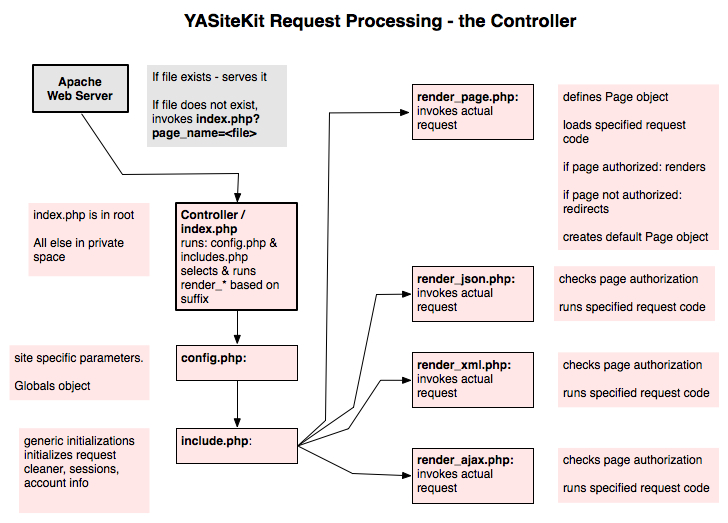 YASiteKit Request Processing - the Controller
Apache
Web Server
If file exists - serves it
If file does not exist,
invokes index.php?
page_name=<file>
index.php is in root
All else in private
space
Controller /
index.php
runs: config.php &
includes.php
selects & runs
render_* based on
suffix
site specific parameters.
Globals object
config.php:
generic initializations
initializes request
cleaner, sessions,
account info
include.php:
render_page.php:
invokes actual
request
defines Page object
loads specified request
code
if page authorized: renders
if page not authorized:
redirects
creates default Page object
render_json.php:
invokes actual
request
checks page authorization
runs specified request code
render_xml.php:
invokes actual
request
checks page authorization
runs specified request code
render_ajax.php:
invokes actual
request
checks page authorization
runs specified request code